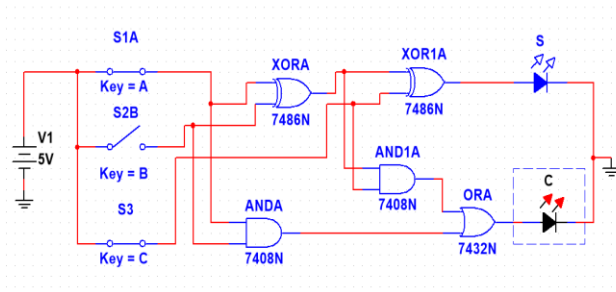 S1A
Key = A
S2B
Key = B
S3
Key = C
V1
5V
XORA
7486N
XOR1A
7486N
S
AND1A
7408N
ANDA
7408N
ORA
7432N
C